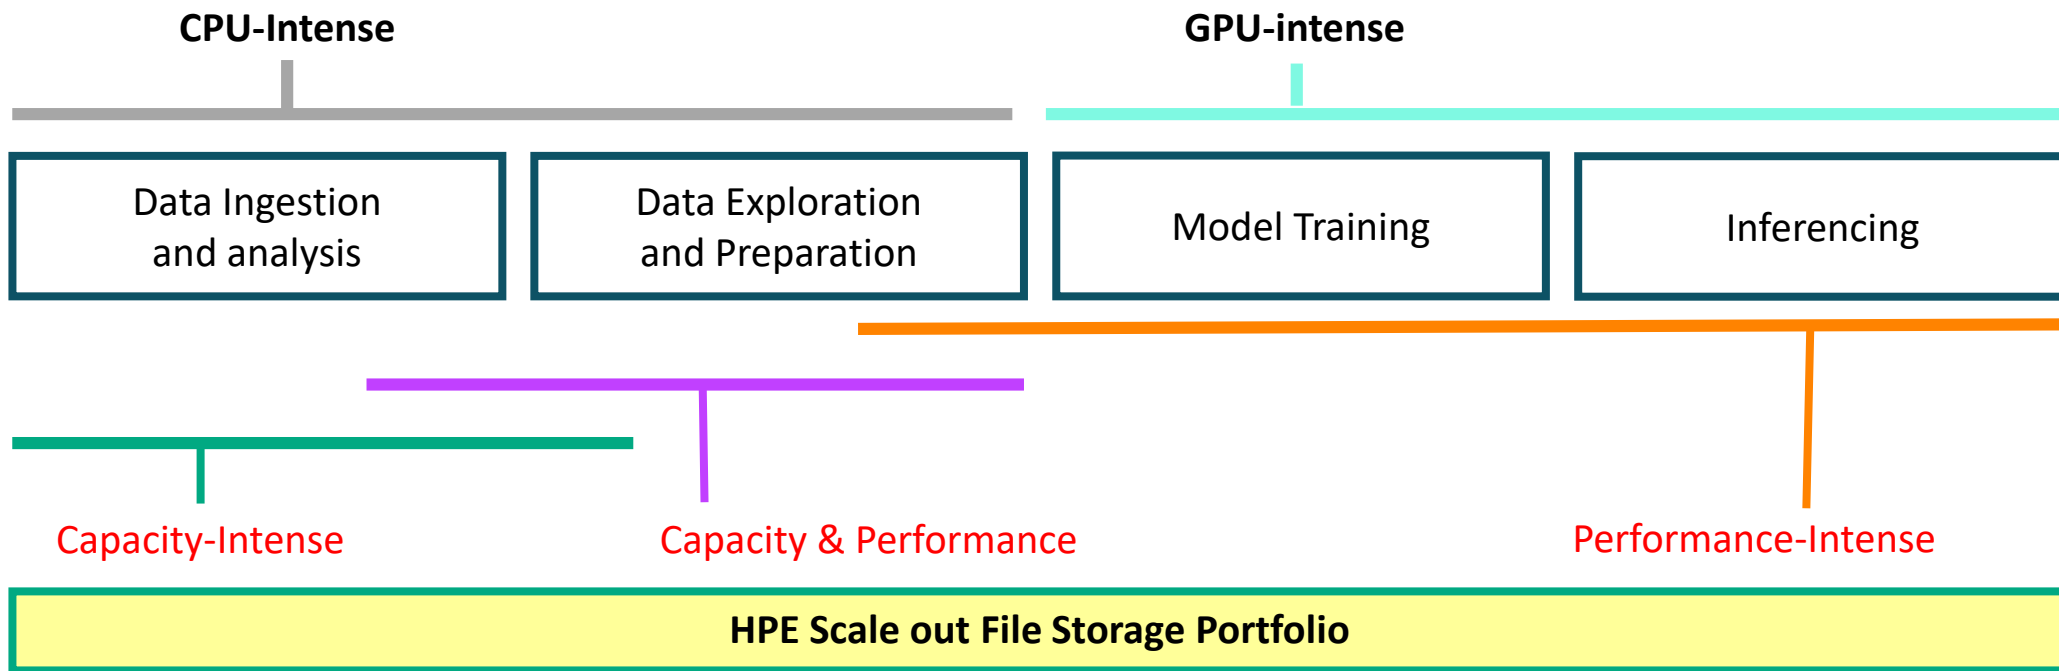 CPU-Intense
GPU-intense
Data Ingestion
and analysis
Data Exploration
and Preparation
Model Training
Inferencing
Capacity-Intense
Capacity & Performance
Performance-Intense
HPE Scale out File Storage Portfolio